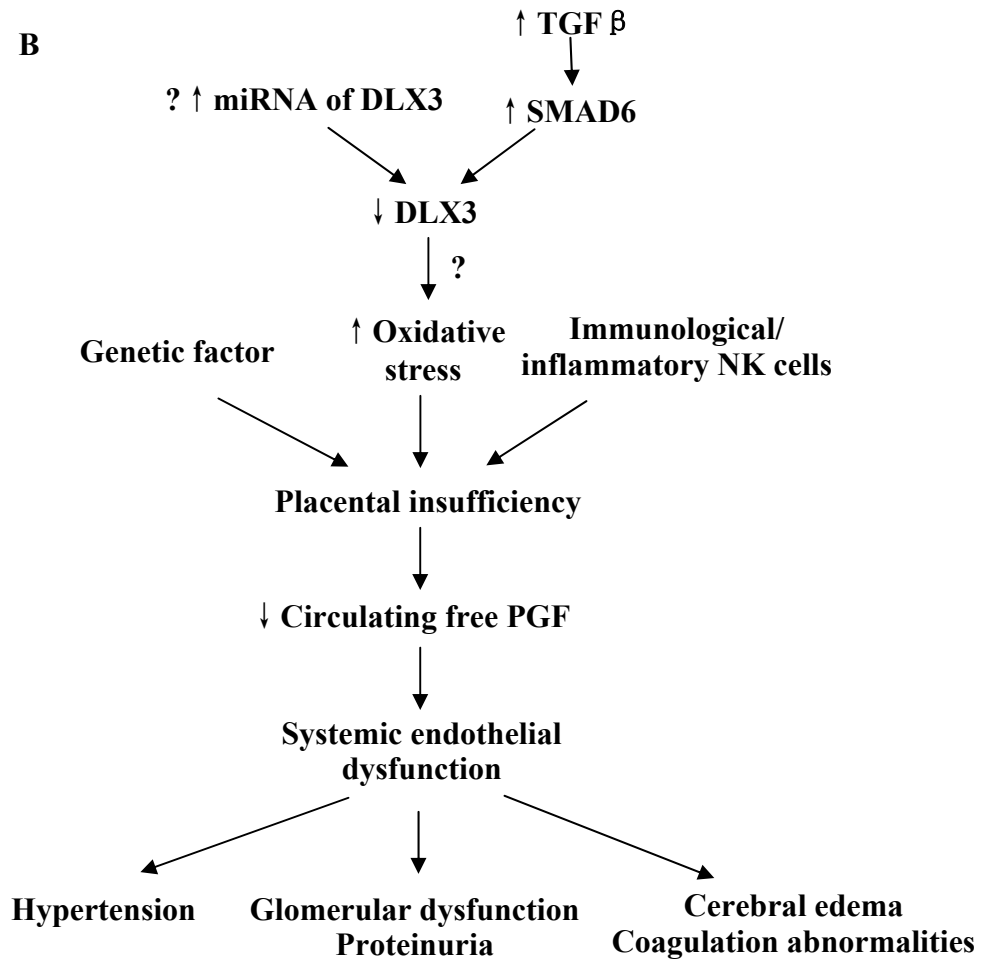 B
↑ TGF β
? ↑ miRNA of DLX3
↑ SMAD6
↓ DLX3
?
Genetic factor
↑ Oxidative
stress
Immunological/
inflammatory NK cells
Placental insufficiency
↓ Circulating free PGF
Systemic endothelial
dysfunction
Hypertension
Glomerular dysfunction
Proteinuria
Cerebral edema
Coagulation abnormalities